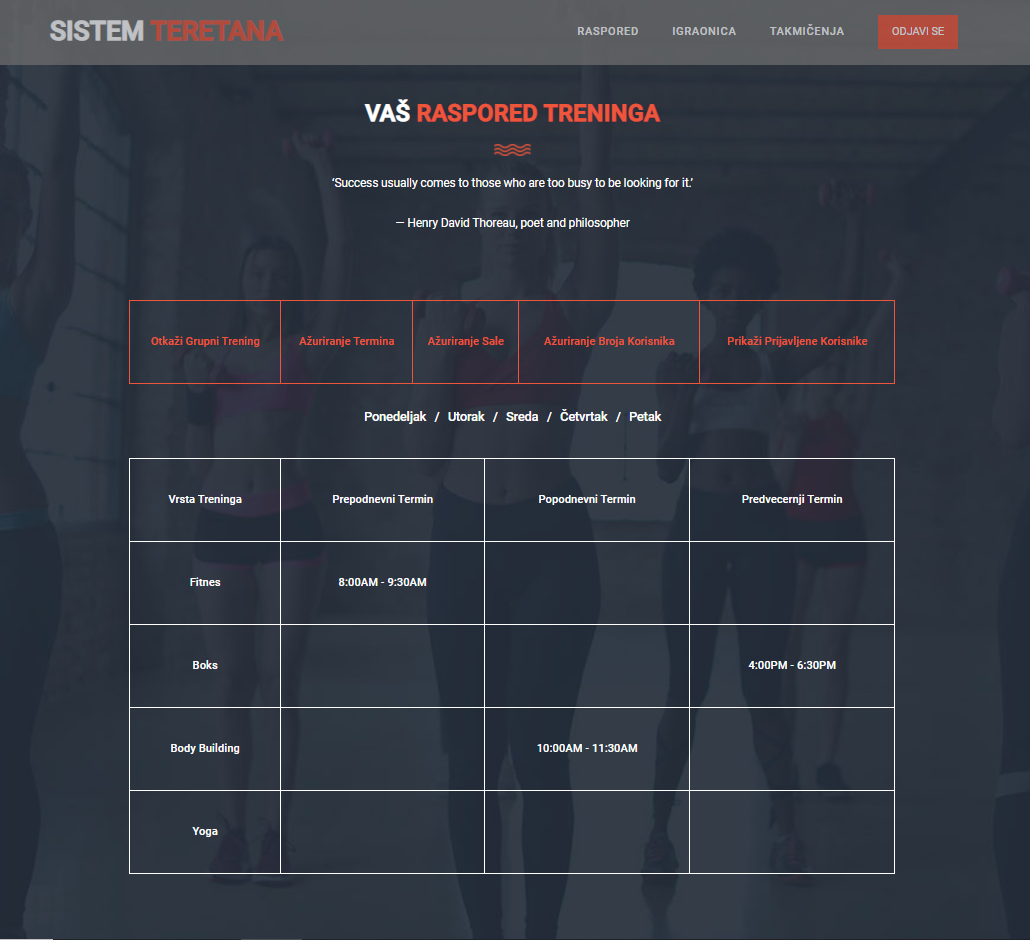 SISTEM TERETANA
RASPORED IGRAONICA TAKMIČENJA ODJAVI SE
VAŠ RASPORED TRENINGA
‘Success usually comes to those who are too busy to be looking for it.’
— Henry David Thoreau, poet and philosopher
Otkaži Grupni Trening Ažuriranje Termina Ažuriranje Sale Ažuriranje Broja Korisnika Prikaži Prijavljene Korisnike
Ponedeljak / Utorak / Sreda / Četvrtak / Petak
Vrsta Treninga Prepodnevni Termin Popodnevni Termin Predvecernji Termin
Fitnes 8:00AM - 9:30AM
Boks 4:00PM - 6:30PM
Body Building 10:00AM - 11:30AM
Yoga